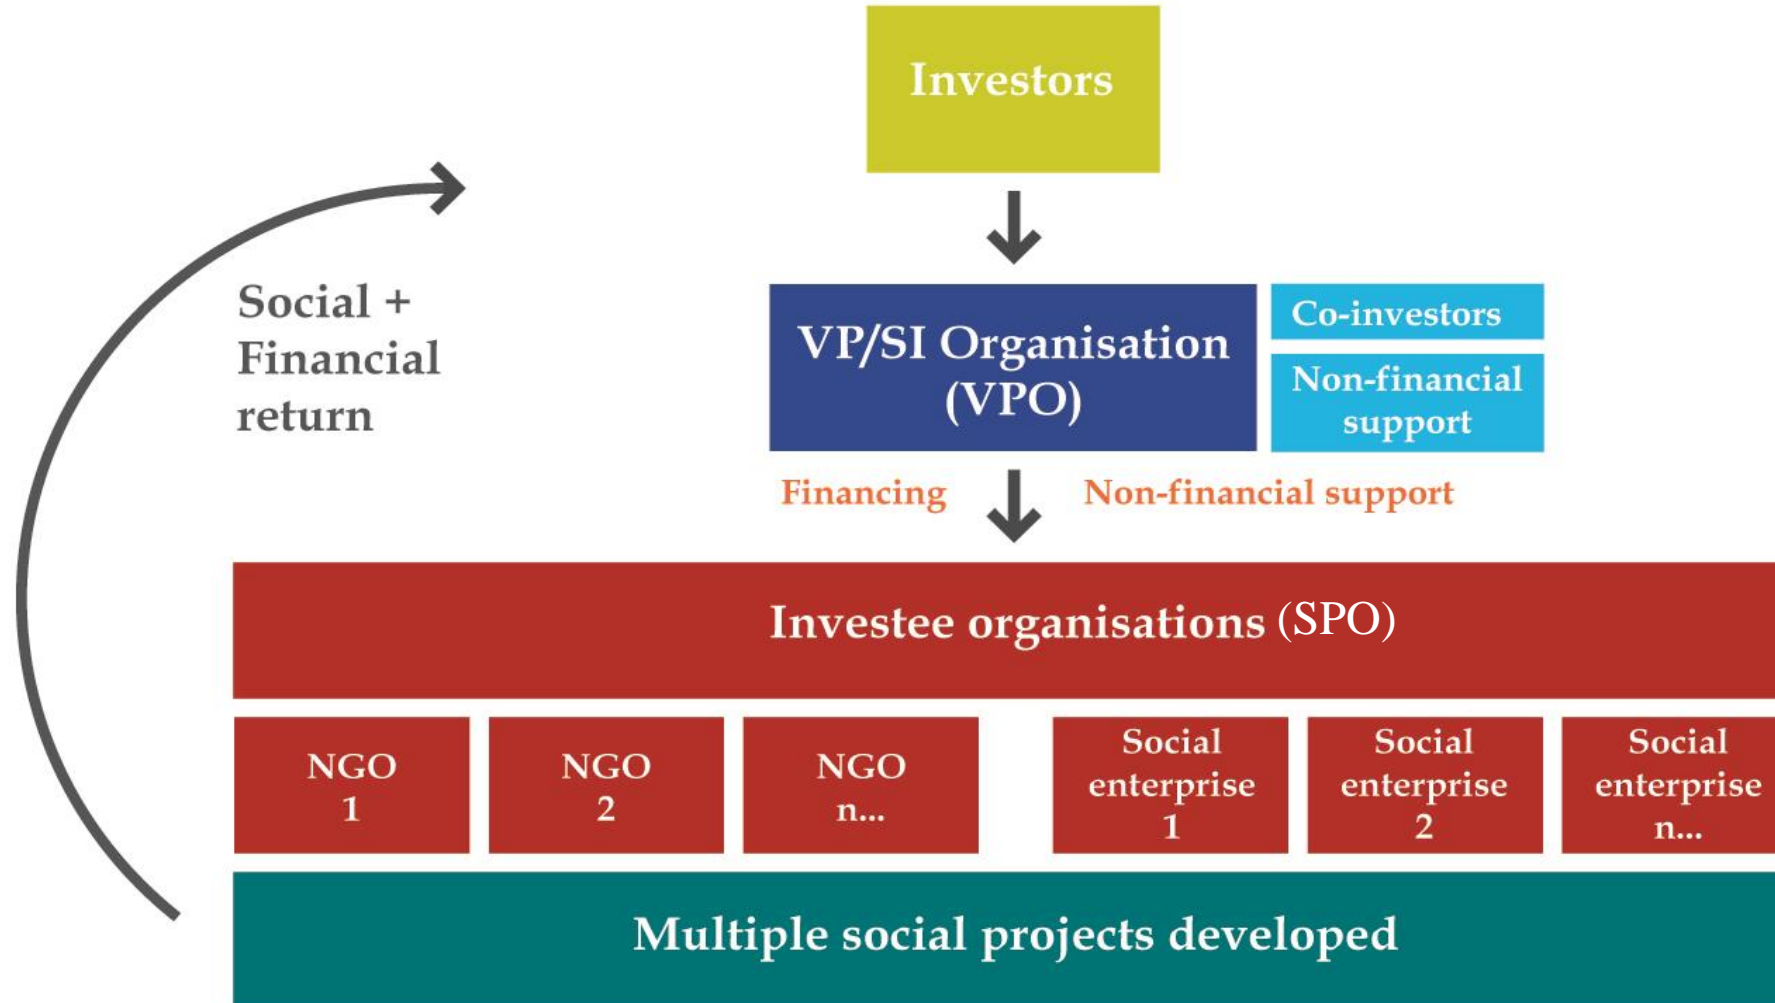 Investors
Social +
Financial
return
VP/SI Organisation
(VPO)
Co-investors
Non-financial
support
Financing
Non-financial support
Investee organisations (SPO)
NGO
1
NGO
2
NGO
n...
Social
enterprise
1
Social
enterprise
2
Social
enterprise
n...
Multiple social projects developed